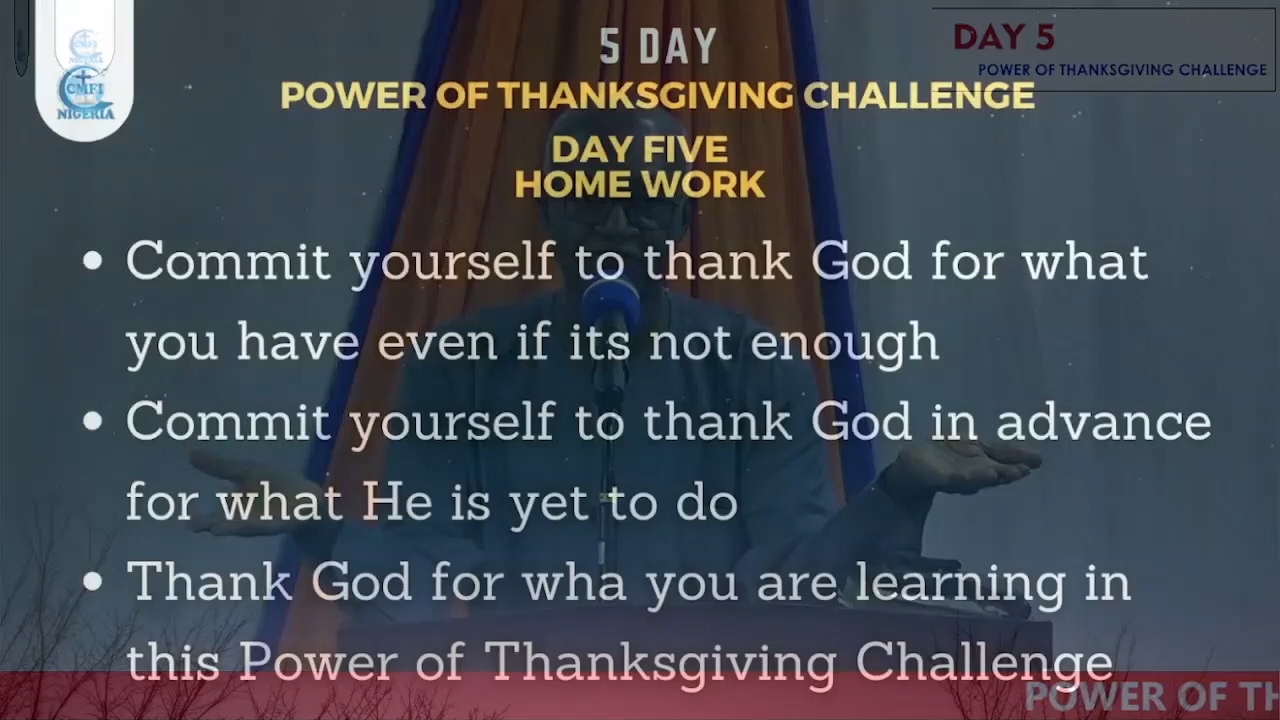 5 DAY
POWER OF THANKSGIVING CHALLENGE
DAY FIVE
HOME WORK
DAY 5
POWER OF THANKSGIVING CHALLENGE
CMFI
NIGERIA
CMFI
NIGERIA
• Commit yourself to thank God for what
you have even if its not enough
• Commit yourself to thank God in advance
for what He is yet to do
• Thank God for wha you are learning in
this Power of Thanksgiving Challenge
POWER OF TH